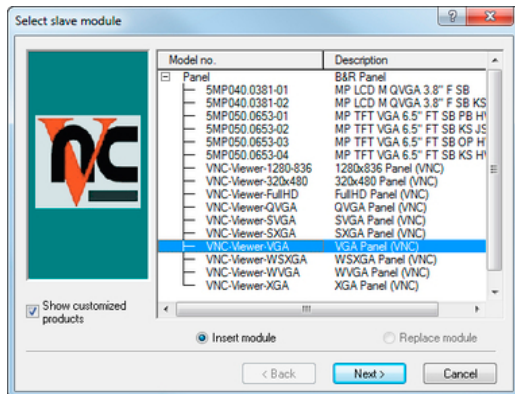 Select slave module
Model no. Description
Panel B&R Panel
5MP040.0381-01 MP LCD M QVGA 3.8" F SB
5MP040.0381-02 MP LCD M QVGA 3.8" F SB KS
5MP050.0653-01 MP TFT VGA 6.5" FT SB PB
5MP050.0653-02 MP TFT VGA 6.5" FT SB KS
5MP050.0653-03 MP TFT VGA 6.5" FT SB OP
5MP050.0653-04 MP TFT VGA 6.5" FT SB KS
VNC-Viewer-1280-836 1280x836 Panel (VNC)
VNC-Viewer-320x480 320x480 Panel (VNC)
VNC-Viewer-FullHD FullHD Panel (VNC)
VNC-Viewer-QVGA QVGA Panel (VNC)
VNC-Viewer-SVGA SVGA Panel (VNC)
VNC-Viewer-SXGA SXGA Panel (VNC)
VNC-Viewer-VGA VGA Panel (VNC)
VNC-Viewer-WSXGA WSXGA Panel (VNC)
VNC-Viewer-WVGA WVGA Panel (VNC)
VNC-Viewer-XGA XGA Panel (VNC)
VNC
Show customized
products
Insert module Replace module
< Back Next > Cancel